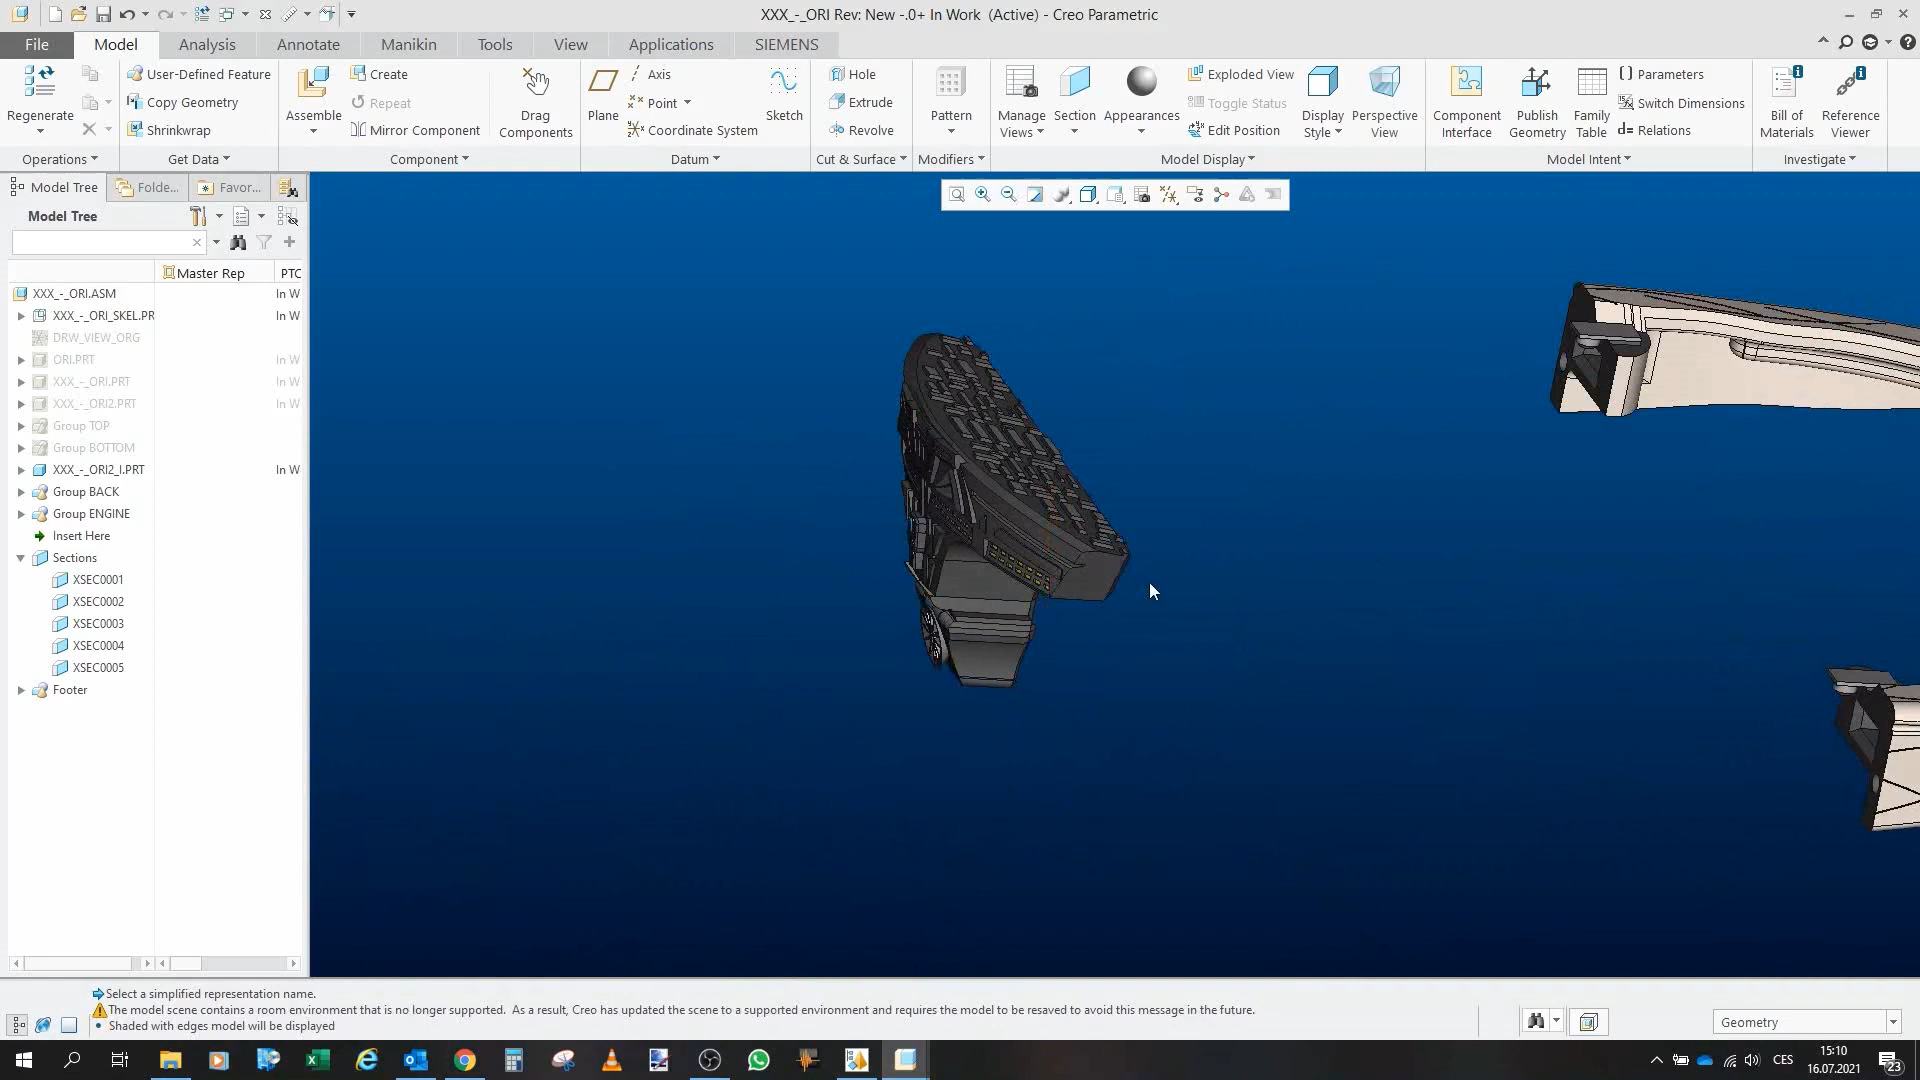 XXX_-_ORI Rev: New -.0+ In Work  (Active) - Creo Parametric
File
Model
Analysis
Annotate
Manikin
Tools
View
Applications
SIEMENS
Regenerate
Operations
User-Defined Feature
Copy Geometry
Shrinkwrap
Get Data
Assemble
Create
Repeat
Mirror Component
Drag Components
Component
Plane
Axis
Point
Coordinate System
Sketch
Datum
Hole
Extrude
Revolve
Cut & Surface
Pattern
Modifiers
Manage Views
Section
Appearances
Exploded View
Toggle Status
Edit Position
Display Style
Perspective View
Model Display
Component Interface
Publish Geometry
Family Table
Parameters
Switch Dimensions
Relations
Model Intent
Bill of Materials
Reference Viewer
Investigate
Model Tree
Folde...
Favor...
Model Tree
Master Rep
PTC
XXX_-_ORI.ASM In W
XXX_-_ORI_SKEL.PR In W
DRW_VIEW_ORG
ORI.PRT In W
XXX_-_ORI.PRT In W
XXX_-_ORI2.PRT In W
Group TOP
Group BOTTOM
XXX_-_ORI2_I.PRT In W
Group BACK
Group ENGINE
Insert Here
Sections
XSEC0001
XSEC0002
XSEC0003
XSEC0004
XSEC0005
Footer
Select a simplified representation name.
The model scene contains a room environment that is no longer supported.  As a result, Creo has updated the scene to a supported environment and requires the model to be resaved to avoid this message in the future.
• Shaded with edges model will be displayed
Geometry
CES
15:10
16.07.2021
23